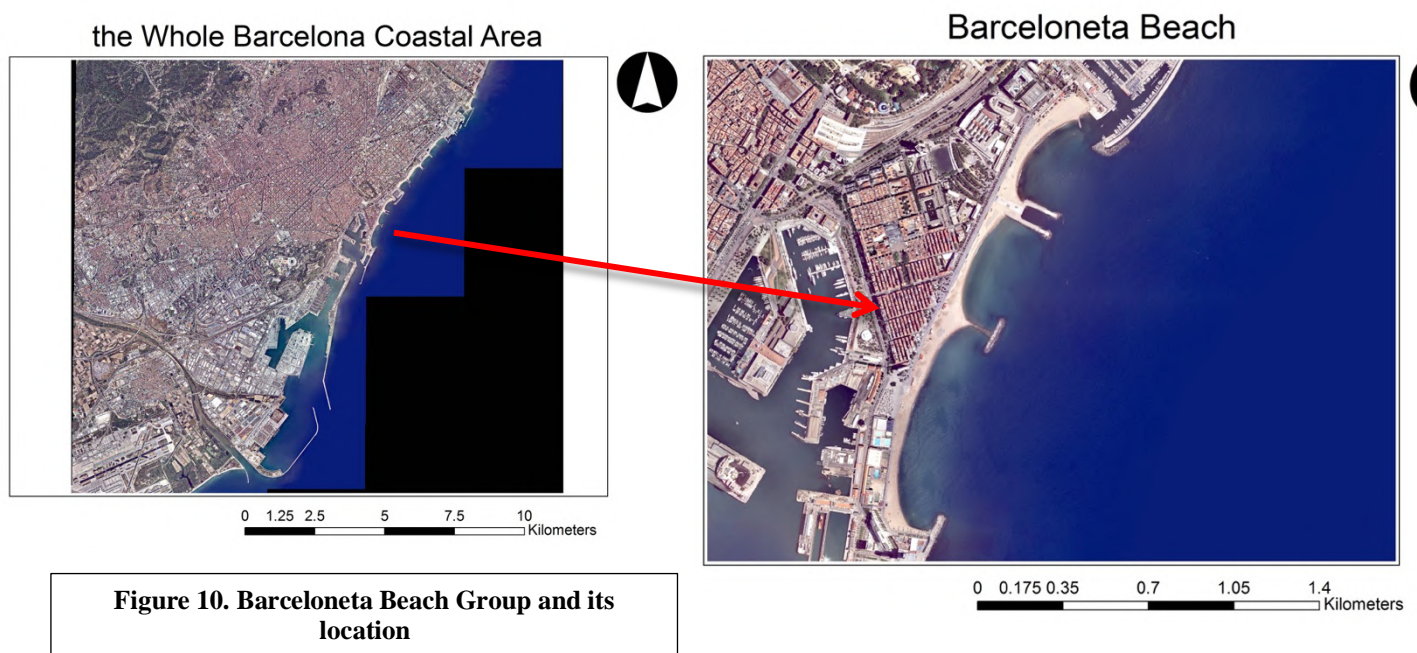 the Whole Barcelona Coastal Area
Barceloneta Beach
0 1.25 2.5 5 7.5 10
Kilometers
0 0.175 0.35 0.7 1.05 1.4
Kilometers
Figure 10. Barceloneta Beach Group and its
location